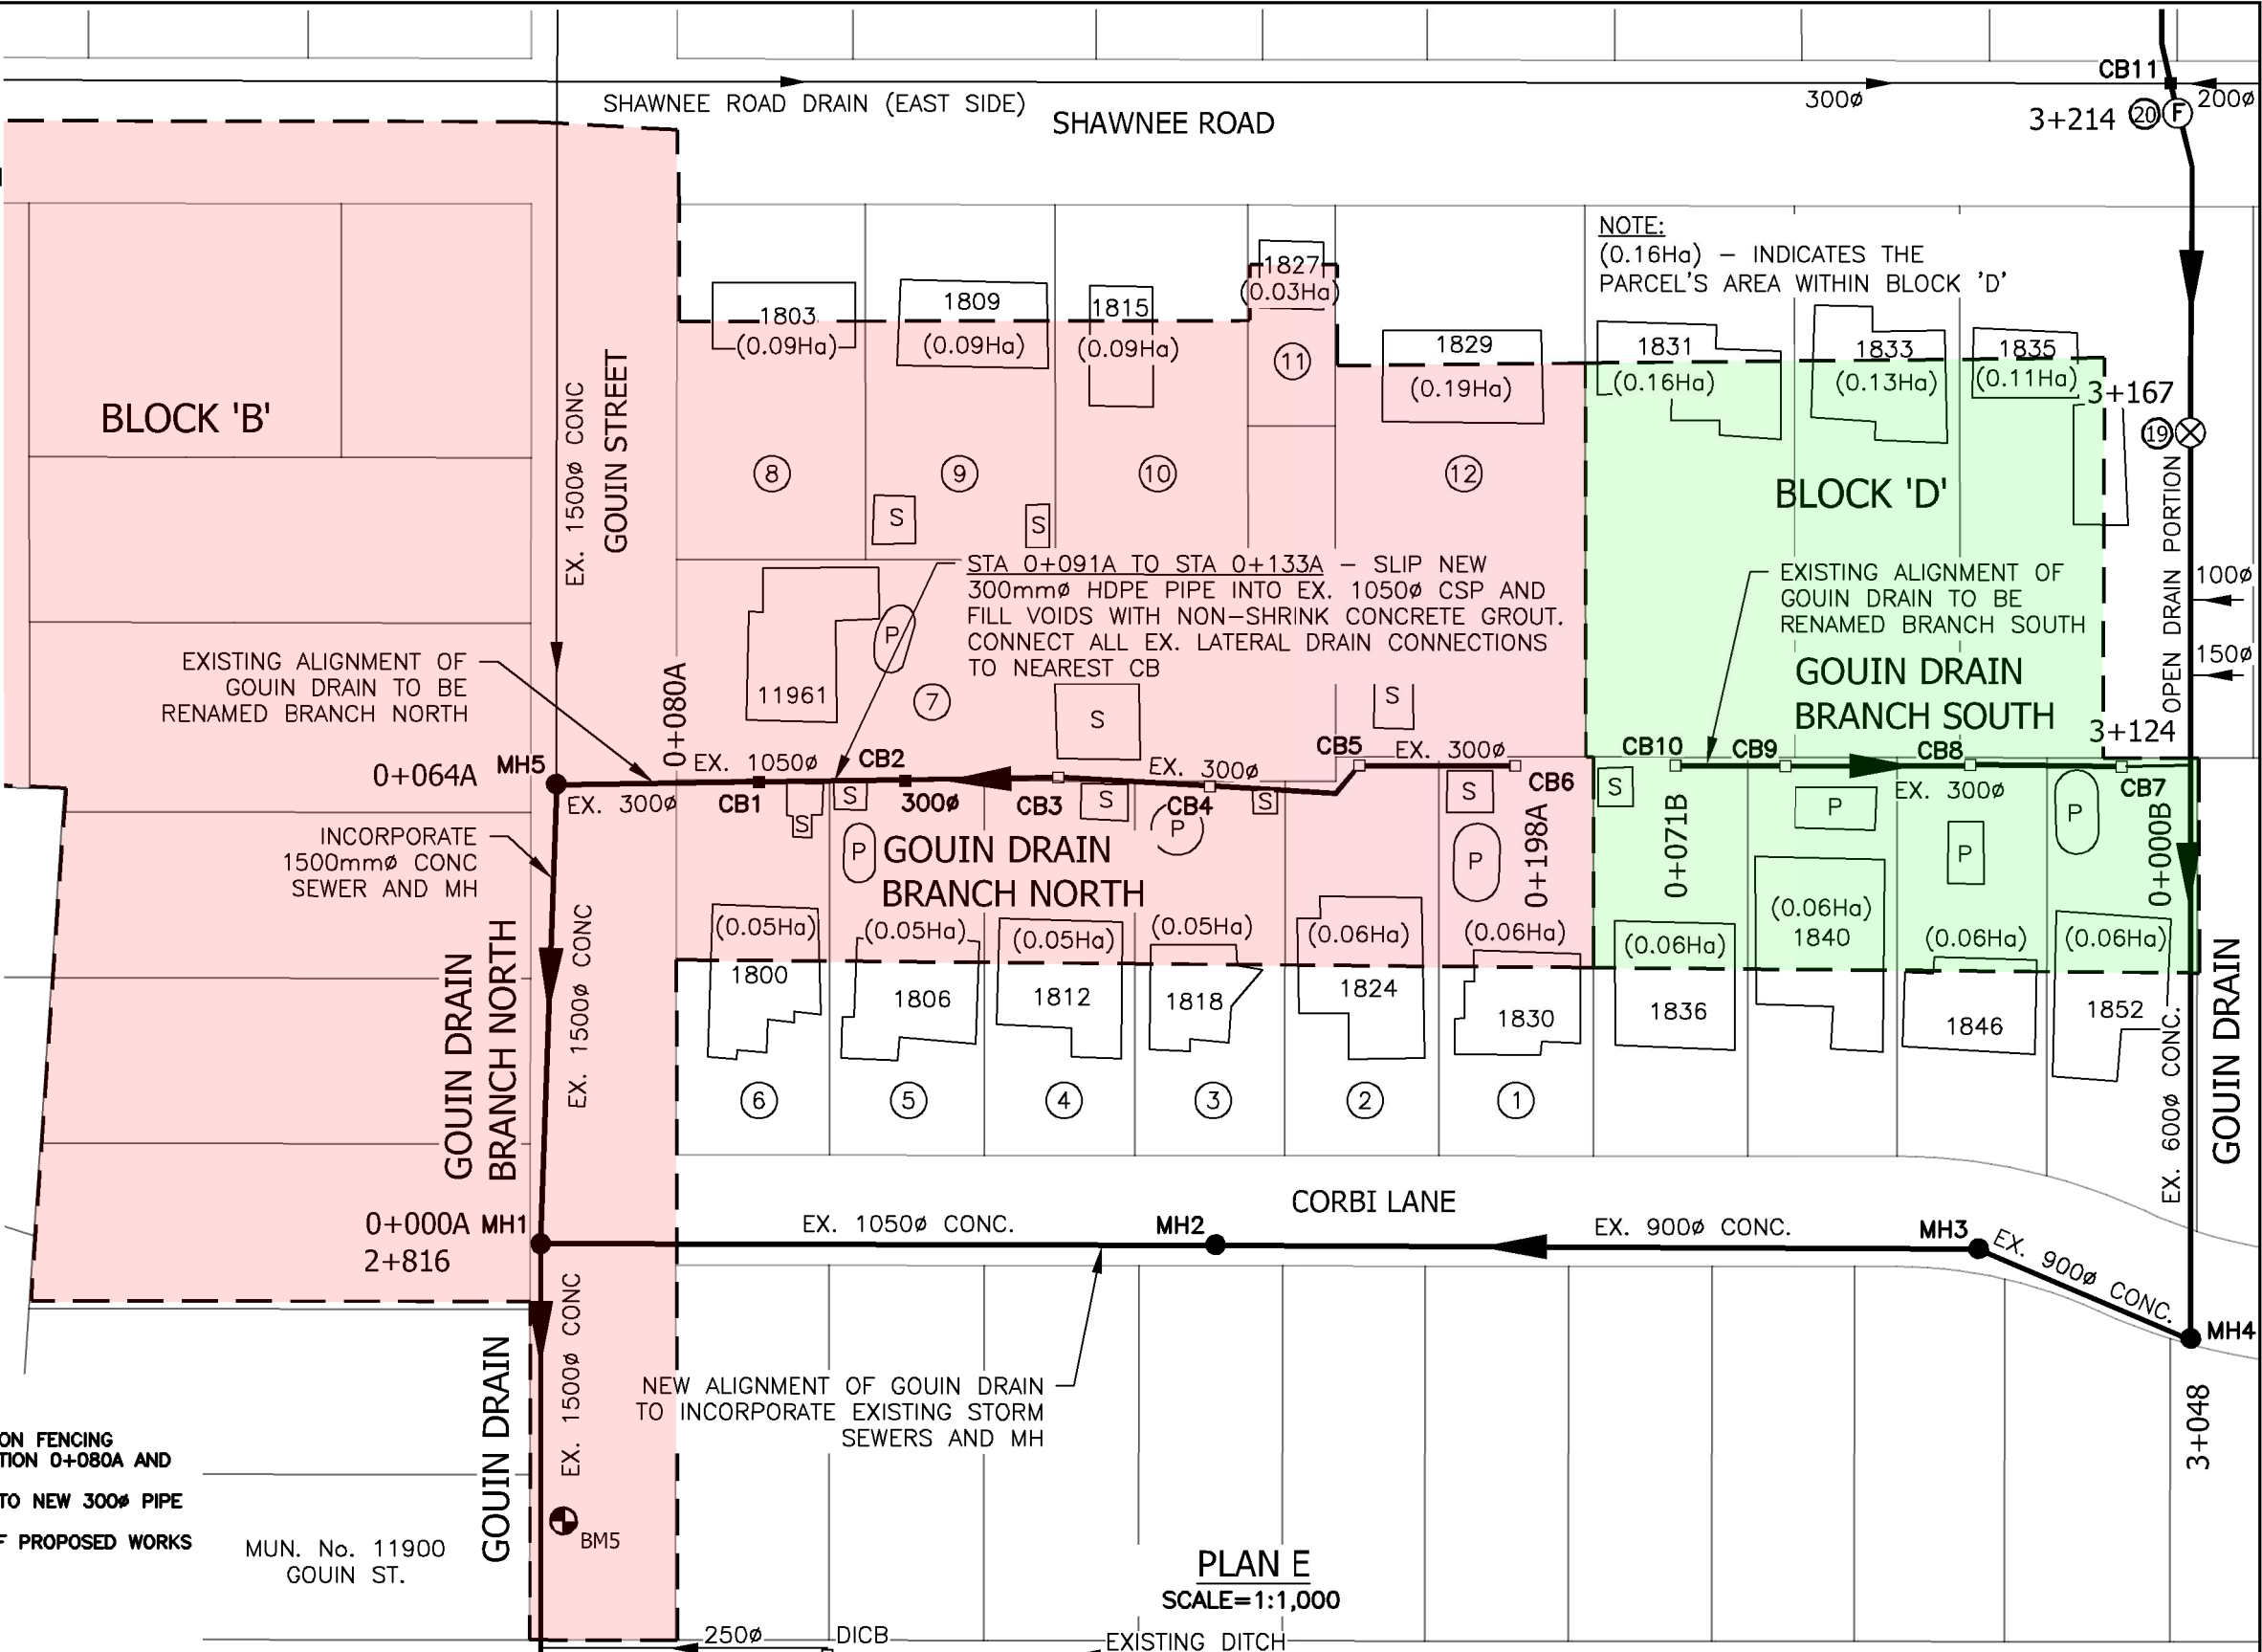 CB11
SHAWNEE ROAD DRAIN (EAST SIDE)
SHAWNEE ROAD
300ø
200ø
3+214
20
F
NOTE:
(0.16Ha) – INDICATES THE
PARCEL'S AREA WITHIN BLOCK 'D'
1827
(0.03Ha)
1803
(0.09Ha)
1809
(0.09Ha)
1815
(0.09Ha)
11
1829
(0.19Ha)
1831
(0.16Ha)
1833
(0.13Ha)
1835
(0.11Ha)
3+167
19
BLOCK 'B'
EX. 1500ø CONC
GOUIN STREET
8
9
10
12
S
S
BLOCK 'D'
OPEN DRAIN PORTION
STA 0+091A TO STA 0+133A – SLIP NEW
300mmø HDPE PIPE INTO EX. 1050ø CSP AND
FILL VOIDS WITH NON-SHRINK CONCRETE GROUT.
CONNECT ALL EX. LATERAL DRAIN CONNECTIONS
TO NEAREST CB
EXISTING ALIGNMENT OF
GOUIN DRAIN TO BE
RENAMED BRANCH SOUTH
100ø
150ø
GOUIN DRAIN
BRANCH SOUTH
3+124
EXISTING ALIGNMENT OF
GOUIN DRAIN TO BE
RENAMED BRANCH NORTH
0+080A
P
11961
7
S
S
0+064A
MH5
EX. 1050ø
CB2
EX. 300ø
CB5
EX. 300ø
CB10
CB9
CB8
EX. 300ø
CB1
300ø
CB3
CB4
CB6
EX. 300ø
CB7
S
S
S
S
S
S
P
P
P
P
P
P
INCORPORATE
1500mmø CONC
SEWER AND MH
GOUIN DRAIN
BRANCH NORTH
0+198A
0+071B
0+000B
S
(0.05Ha)
1800
(0.05Ha)
1806
(0.05Ha)
1812
(0.05Ha)
1818
(0.06Ha)
1824
(0.06Ha)
1830
(0.06Ha)
1836
(0.06Ha)
1840
(0.06Ha)
1846
(0.06Ha)
1852
GOUIN DRAIN
BRANCH NORTH
EX. 1500ø CONC
6
5
4
3
2
1
EX. 600ø CONC.
GOUIN DRAIN
CORBI LANE
0+000A
MH1
2+816
EX. 1050ø CONC.
MH2
EX. 900ø CONC.
MH3
EX. 900ø CONC.
MH4
3+048
GOUIN DRAIN
EX. 1500ø CONC
NEW ALIGNMENT OF GOUIN DRAIN
TO INCORPORATE EXISTING STORM
SEWERS AND MH
ON FENCING
TION 0+080A AND
TO NEW 300ø PIPE
F PROPOSED WORKS
MUN. No. 11900
GOUIN ST.
BM5
PLAN E
SCALE=1:1,000
250ø
DICB
EXISTING DITCH